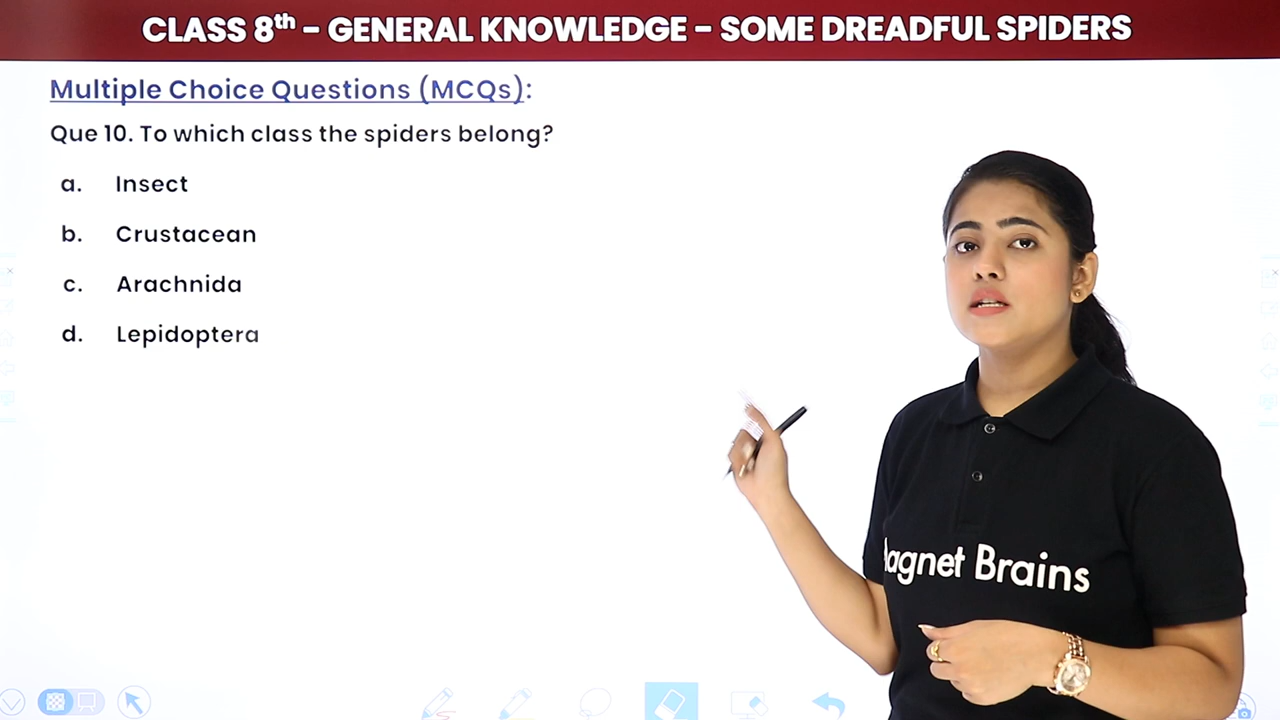 CLASS 8th - GENERAL KNOWLEDGE - SOME DREADFUL SPIDERS
Multiple Choice Questions (MCQs):
Que 10. To which class the spiders belong?
a. Insect
b. Crustacean
c. Arachnida
d. Lepidoptera
agnet Brains